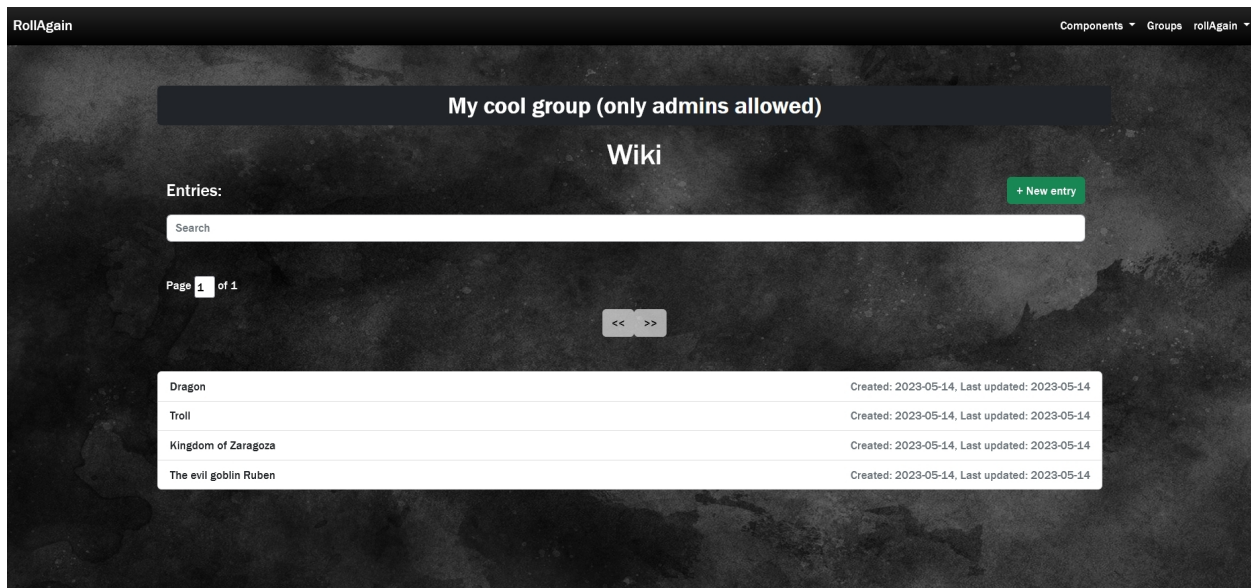 RollAgain Components Groups rollAgain
My cool group (only admins allowed)
Wiki
Entries: + New entry
Search
Page 1 of 1
<< >>
Dragon Created: 2023-05-14, Last updated: 2023-05-14
Troll Created: 2023-05-14, Last updated: 2023-05-14
Kingdom of Zaragoza Created: 2023-05-14, Last updated: 2023-05-14
The evil goblin Ruben Created: 2023-05-14, Last updated: 2023-05-14